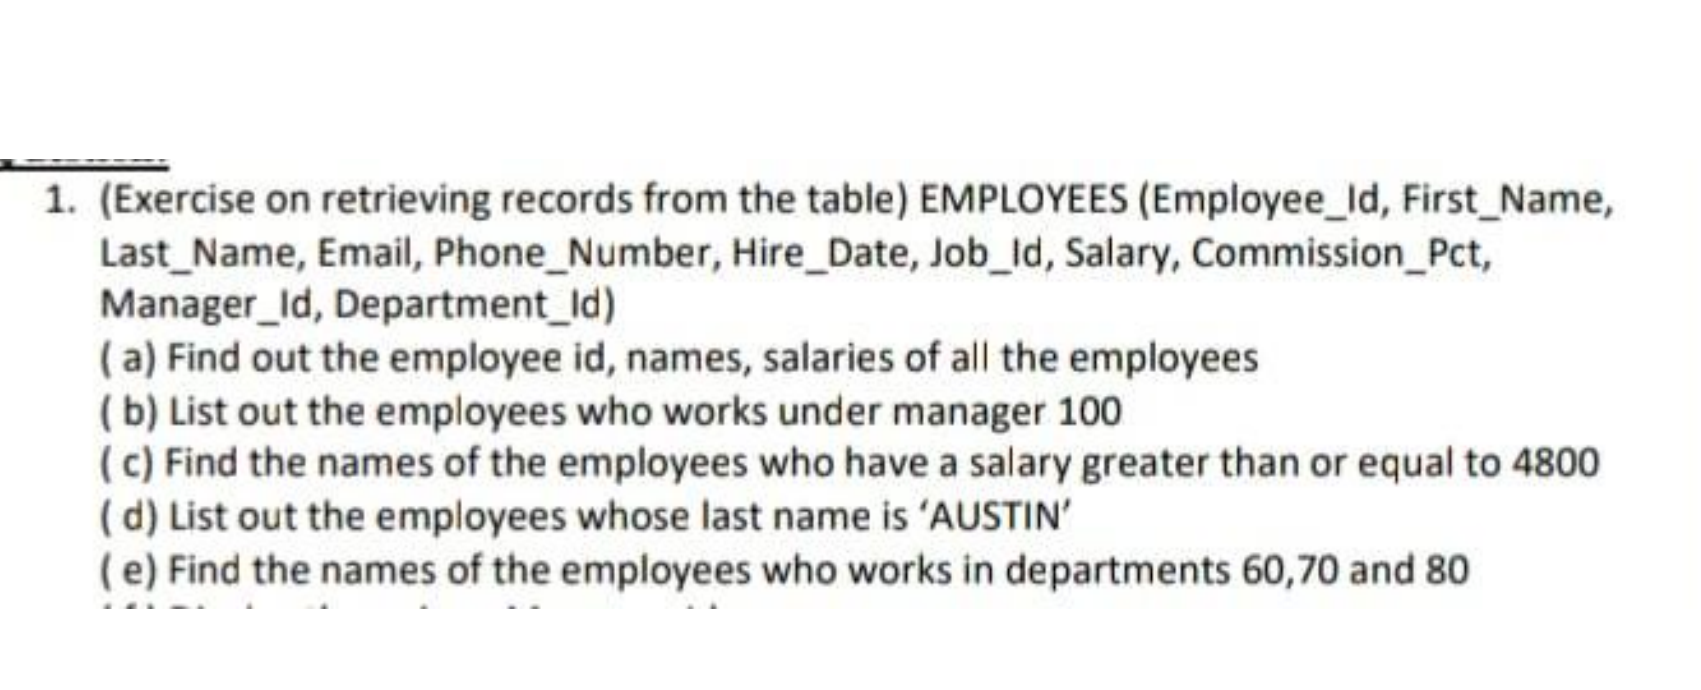 1. (Exercise on retrieving records from the table) EMPLOYEES (Employee_Id, First_Name,
Last_Name, Email, Phone_Number, Hire_Date, Job_Id, Salary, Commission_Pct,
Manager_Id, Department_Id)
( a) Find out the employee id, names, salaries of all the employees
( b) List out the employees who works under manager 100
( c) Find the names of the employees who have a salary greater than or equal to 4800
( d) List out the employees whose last name is ‘AUSTIN’
( e) Find the names of the employees who works in departments 60,70 and 80